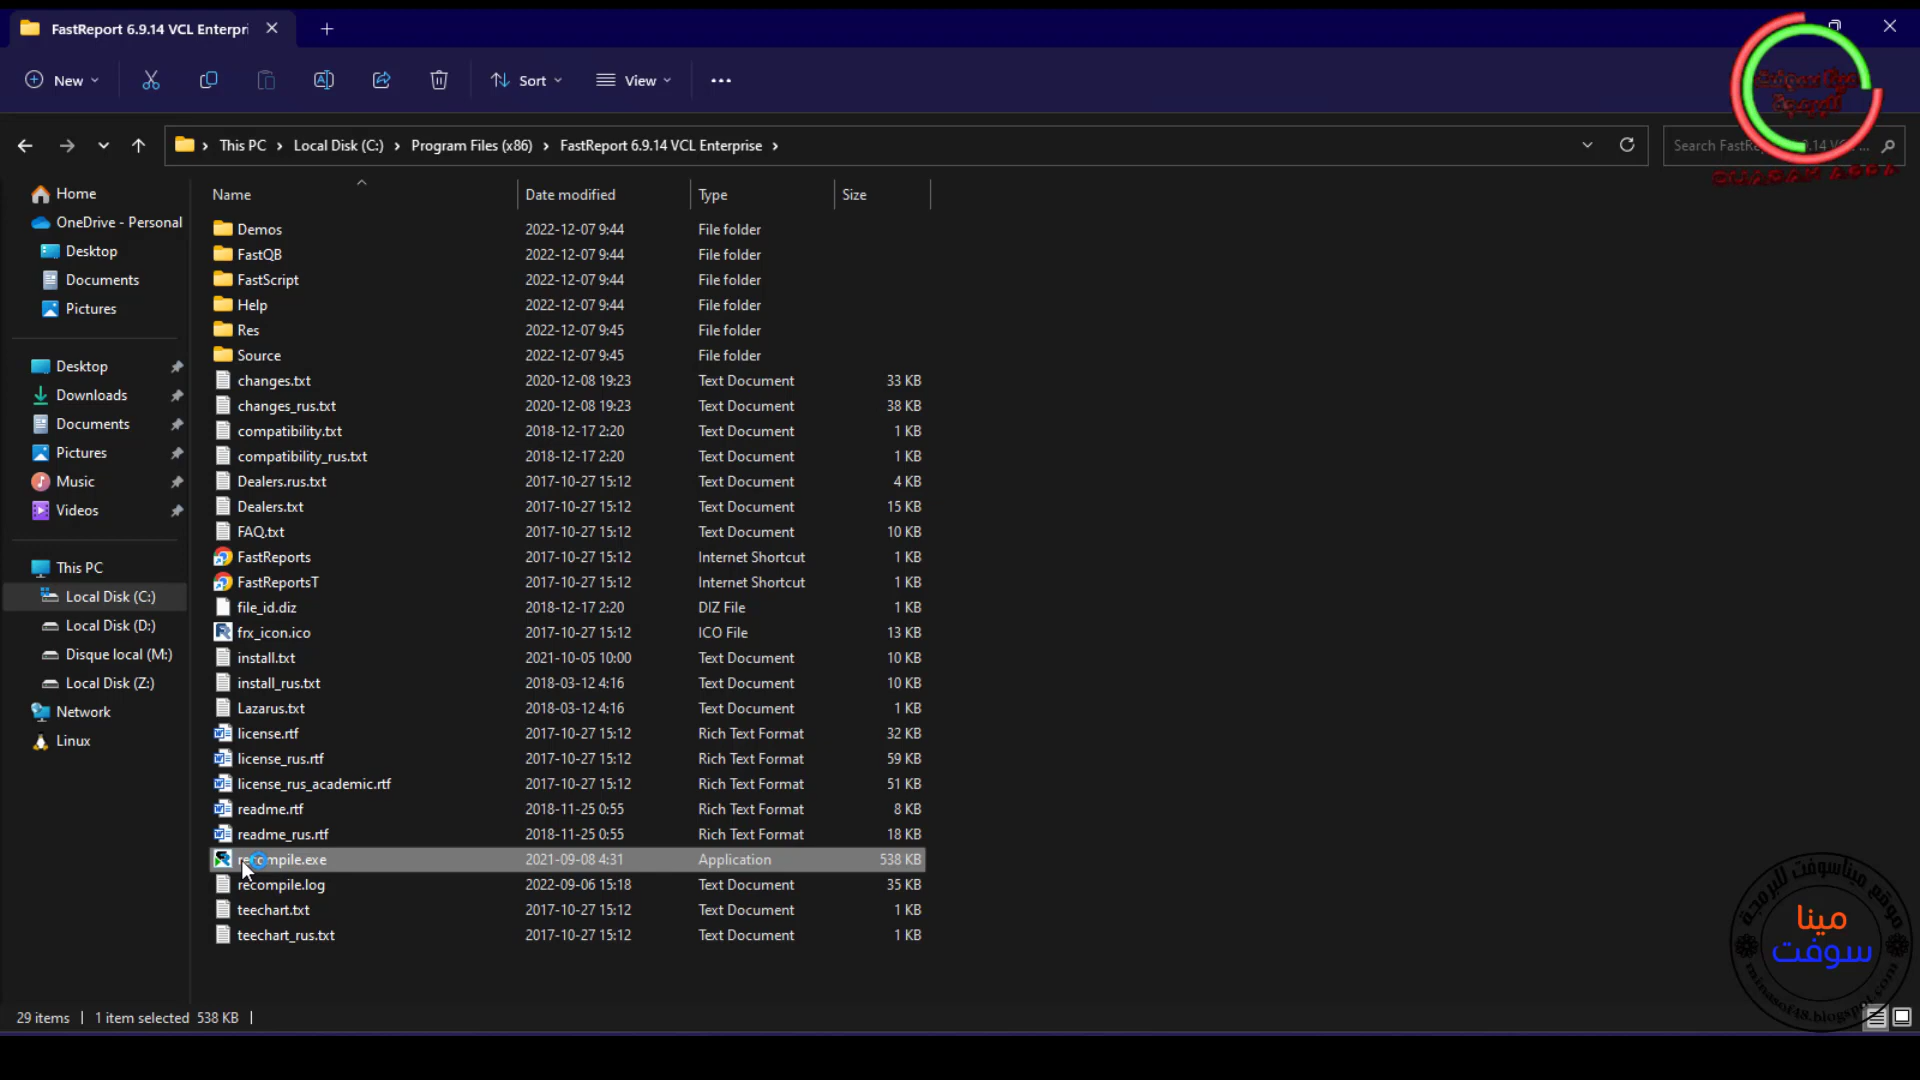 FastReport 6.9.14 VCL Enterpri
New
Sort
View
This PC
Local Disk (C:)
Program Files (x86)
FastReport 6.9.14 VCL Enterprise
Name
Date modified
Type
Size
Home
OneDrive - Personal
Desktop
Documents
Pictures
Desktop
Downloads
Documents
Pictures
Music
Videos
This PC
Local Disk (C:)
Local Disk (D:)
Disque local (M:)
Local Disk (Z:)
Network
Linux
Demos 2022-12-07 9:44 File folder
FastQB 2022-12-07 9:44 File folder
FastScript 2022-12-07 9:44 File folder
Help 2022-12-07 9:44 File folder
Res 2022-12-07 9:45 File folder
Source 2022-12-07 9:45 File folder
changes.txt 2020-12-08 19:23 Text Document 33 KB
changes_rus.txt 2020-12-08 19:23 Text Document 38 KB
compatibility.txt 2018-12-17 2:20 Text Document 1 KB
compatibility_rus.txt 2018-12-17 2:20 Text Document 1 KB
Dealers.rus.txt 2017-10-27 15:12 Text Document 4 KB
Dealers.txt 2017-10-27 15:12 Text Document 15 KB
FAQ.txt 2017-10-27 15:12 Text Document 10 KB
FastReports 2017-10-27 15:12 Internet Shortcut 1 KB
FastReportsT 2017-10-27 15:12 Internet Shortcut 1 KB
file_id.diz 2018-12-17 2:20 DIZ File 1 KB
frx_icon.ico 2017-10-27 15:12 ICO File 13 KB
install.txt 2021-10-05 10:00 Text Document 10 KB
install_rus.txt 2018-03-12 4:16 Text Document 10 KB
Lazarus.txt 2018-03-12 4:16 Text Document 1 KB
license.rtf 2017-10-27 15:12 Rich Text Format 32 KB
license_rus.rtf 2017-10-27 15:12 Rich Text Format 59 KB
license_rus_academic.rtf 2017-10-27 15:12 Rich Text Format 51 KB
readme.rtf 2018-11-25 0:55 Rich Text Format 8 KB
readme_rus.rtf 2018-11-25 0:55 Rich Text Format 18 KB
recompile.exe 2021-09-08 4:31 Application 538 KB
recompile.log 2022-09-06 15:18 Text Document 35 KB
teechart.txt 2017-10-27 15:12 Text Document 1 KB
teechart_rus.txt 2017-10-27 15:12 Text Document 1 KB
29 items
1 item selected 538 KB
موقع ميناسوفت للبرمجة
مينا
سوفت
minasof48.blogspot.com